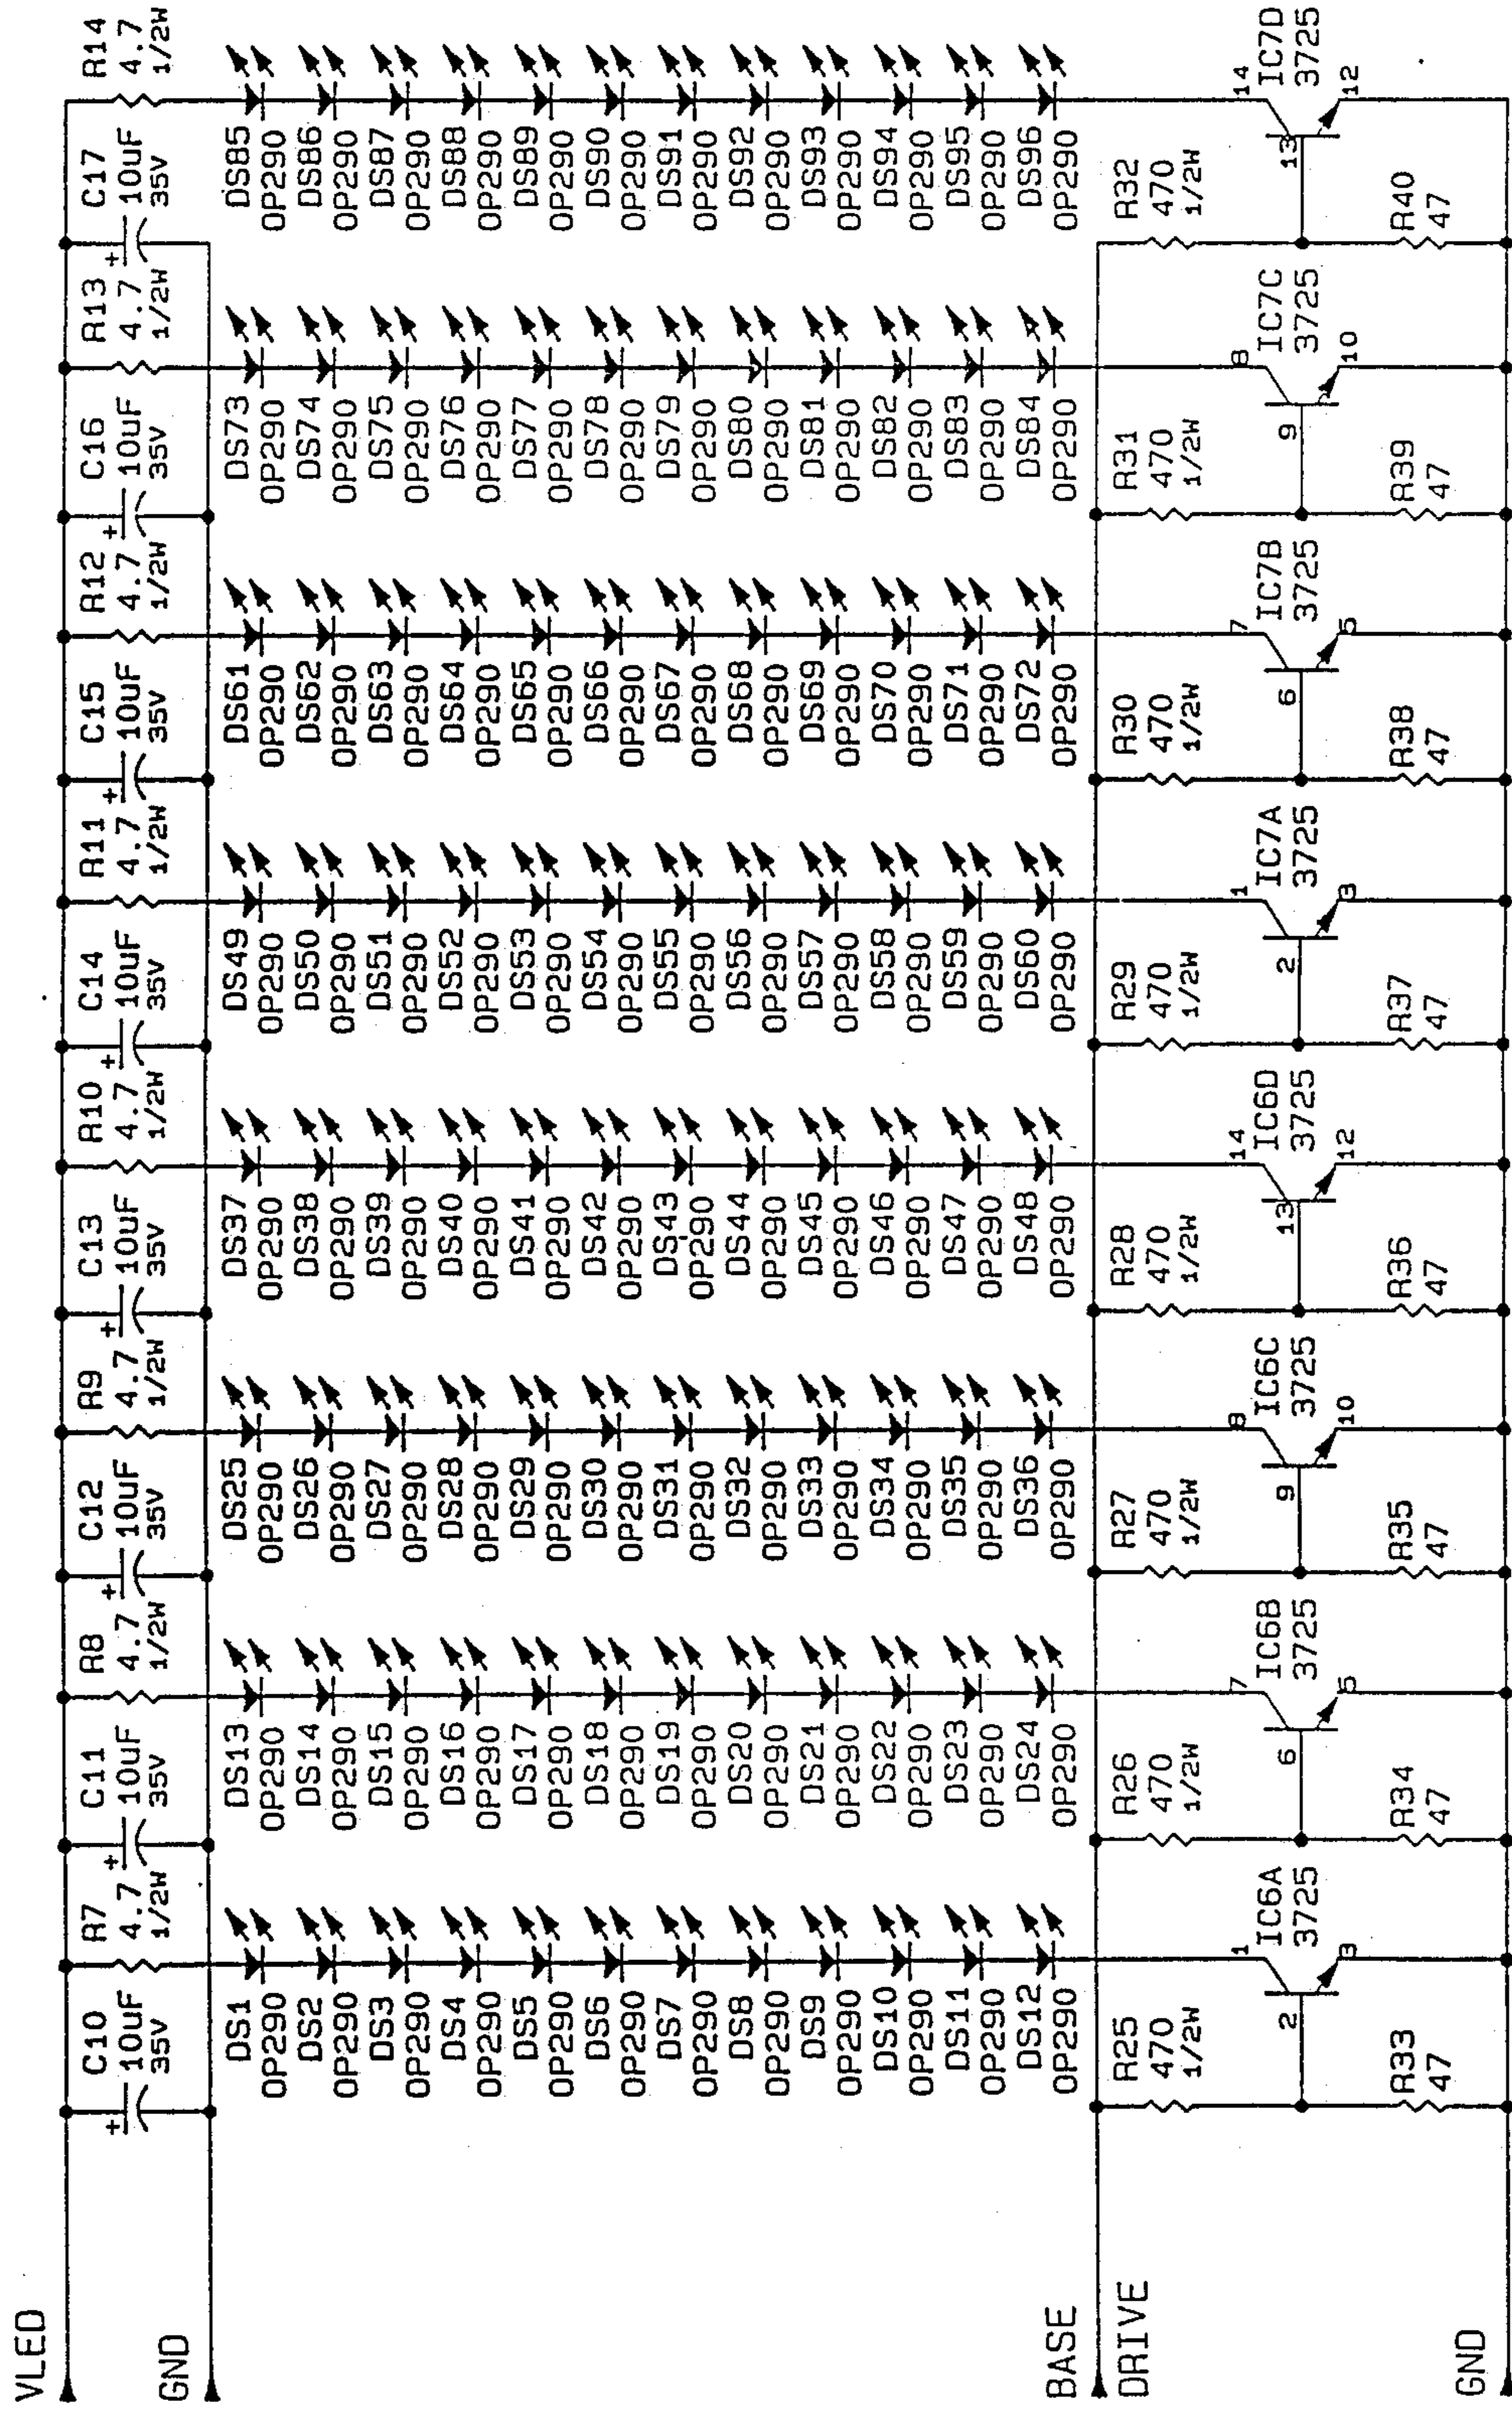 VLED
GND
C10
10uF
35V
R7
4.7
1/2W
C11
10uF
35V
R8
4.7
1/2W
C12
10uF
35V
R9
4.7
1/2W
C13
10uF
35V
R10
4.7
1/2W
C14
10uF
35V
R11
4.7
1/2W
C15
10uF
35V
R12
4.7
1/2W
C16
10uF
35V
R13
4.7
1/2W
C17
10uF
35V
R14
4.7
1/2W
DS1
OP290
DS2
OP290
DS3
OP290
DS4
OP290
DS5
OP290
DS6
OP290
DS7
OP290
DS8
OP290
DS9
OP290
DS10
OP290
DS11
OP290
DS12
OP290
DS13
OP290
DS14
OP290
DS15
OP290
DS16
OP290
DS17
OP290
DS18
OP290
DS19
OP290
DS20
OP290
DS21
OP290
DS22
OP290
DS23
OP290
DS24
OP290
DS25
OP290
DS26
OP290
DS27
OP290
DS28
OP290
DS29
OP290
DS30
OP290
DS31
OP290
DS32
OP290
DS33
OP290
DS34
OP290
DS35
OP290
DS36
OP290
DS37
OP290
DS38
OP290
DS39
OP290
DS40
OP290
DS41
OP290
DS42
OP290
DS43
OP290
DS44
OP290
DS45
OP290
DS46
OP290
DS47
OP290
DS48
OP290
DS49
OP290
DS50
OP290
DS51
OP290
DS52
OP290
DS53
OP290
DS54
OP290
DS55
OP290
DS56
OP290
DS57
OP290
DS58
OP290
DS59
OP290
DS60
OP290
DS61
OP290
DS62
OP290
DS63
OP290
DS64
OP290
DS65
OP290
DS66
OP290
DS67
OP290
DS68
OP290
DS69
OP290
DS70
OP290
DS71
OP290
DS72
OP290
DS73
OP290
DS74
OP290
DS75
OP290
DS76
OP290
DS77
OP290
DS78
OP290
DS79
OP290
DS80
OP290
DS81
OP290
DS82
OP290
DS83
OP290
DS84
OP290
DS85
OP290
DS86
OP290
DS87
OP290
DS88
OP290
DS89
OP290
DS90
OP290
DS91
OP290
DS92
OP290
DS93
OP290
DS94
OP290
DS95
OP290
DS96
OP290
BASE
DRIVE
GND
R25
470
1/2W
R33
47
1
2
3
IC6A
3725
R26
470
1/2W
R34
47
7
6
5
IC6B
3725
R27
470
1/2W
R35
47
8
9
10
IC6C
3725
R28
470
1/2W
R36
47
14
13
12
IC6D
3725
R29
470
1/2W
R37
47
1
2
3
IC7A
3725
R30
470
1/2W
R38
47
7
6
5
IC7B
3725
R31
470
1/2W
R39
47
8
9
10
IC7C
3725
R32
470
1/2W
R40
47
14
13
12
IC7D
3725